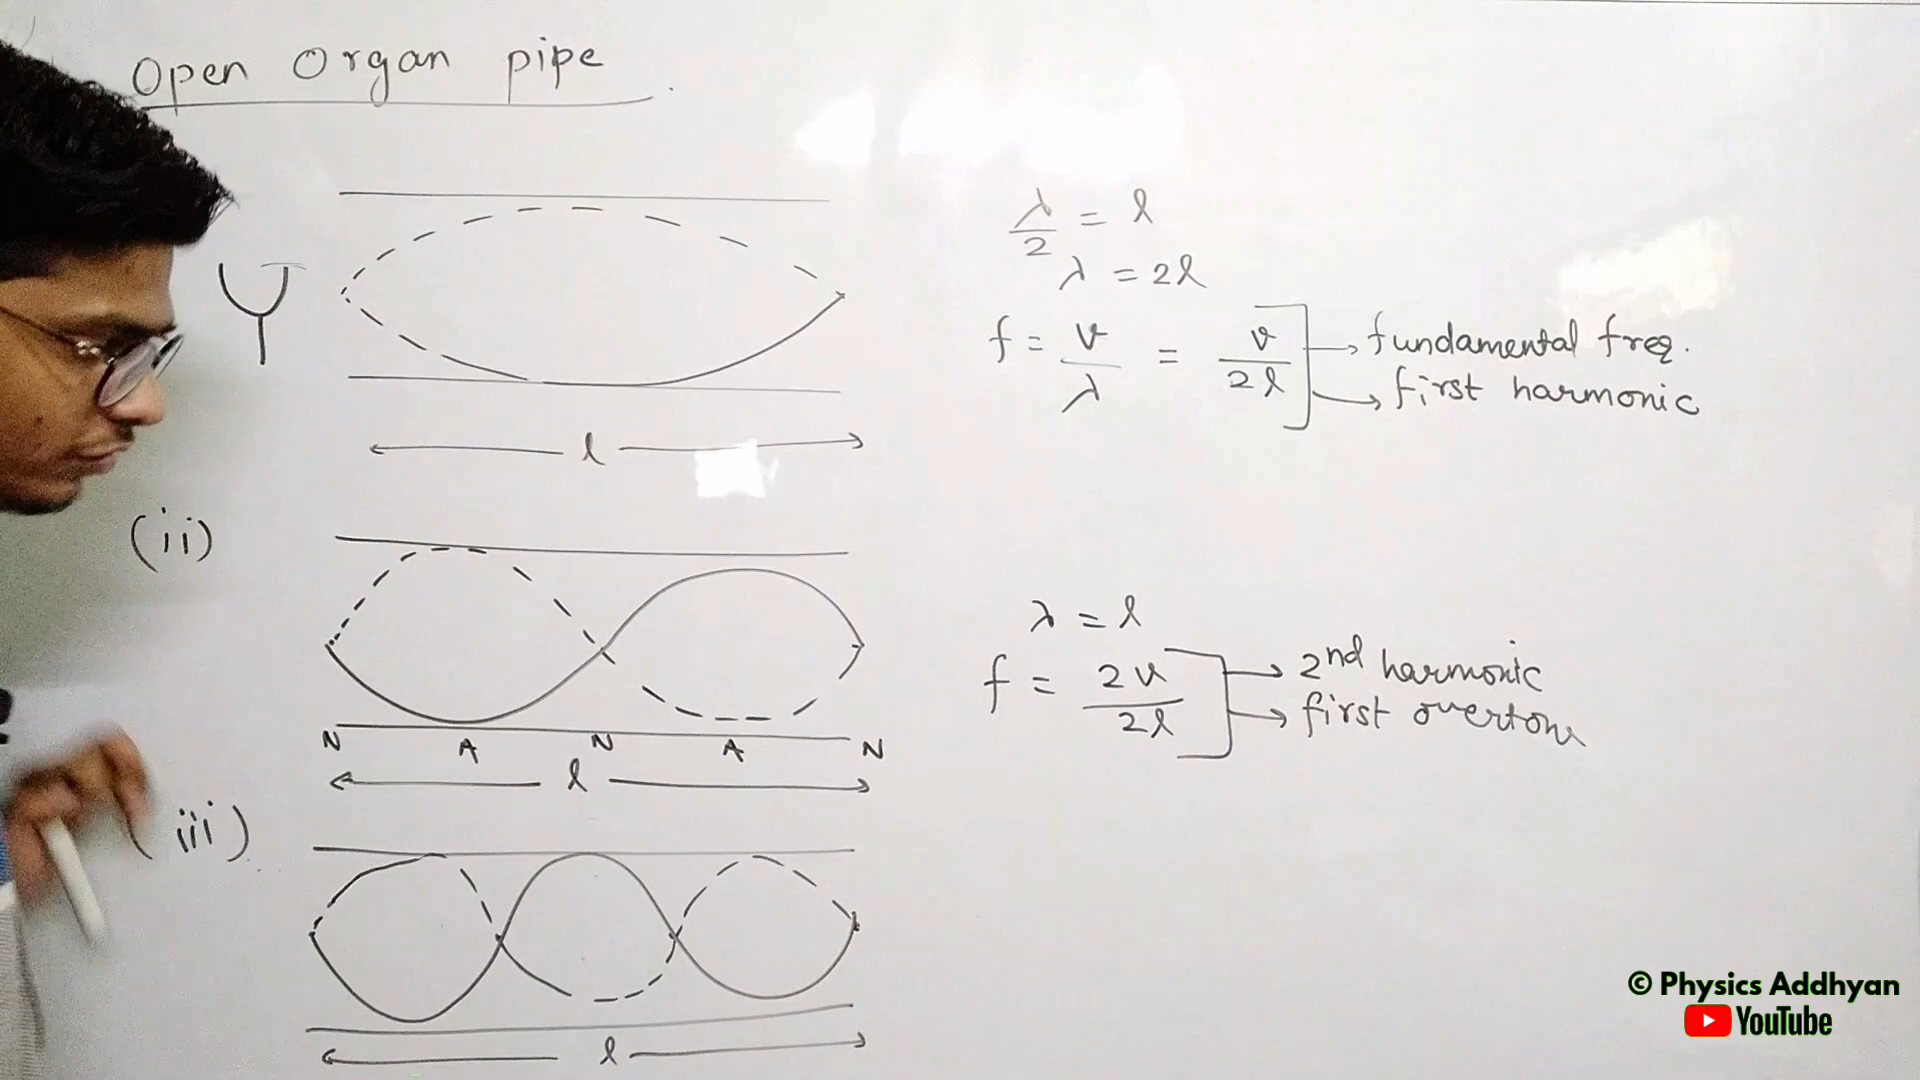 Open Organ pipe
λ/2 = l
λ = 2l
f = v/λ = v/2l → fundamental freq.
→ first harmonic
l
(ii)
λ = l
f = 2v/2l → 2nd harmonic
→ first overtone
N A N A N
l
(iii)
l
© Physics Addhyan
YouTube